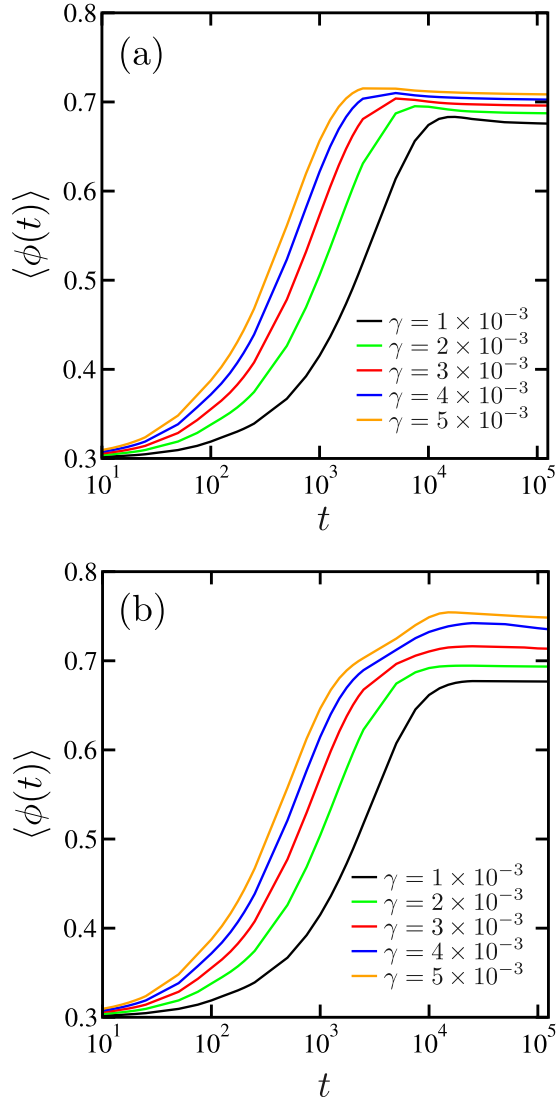 0.8
(a)
0.7
0.6
⟨ϕ(t)⟩
0.5
γ = 1 × 10⁻³
γ = 2 × 10⁻³
0.4
γ = 3 × 10⁻³
γ = 4 × 10⁻³
γ = 5 × 10⁻³
0.3
10¹ 10² 10³ 10⁴ 10⁵
t
0.8
(b)
0.7
0.6
⟨ϕ(t)⟩
0.5
γ = 1 × 10⁻³
γ = 2 × 10⁻³
0.4
γ = 3 × 10⁻³
γ = 4 × 10⁻³
γ = 5 × 10⁻³
0.3
10¹ 10² 10³ 10⁴ 10⁵
t